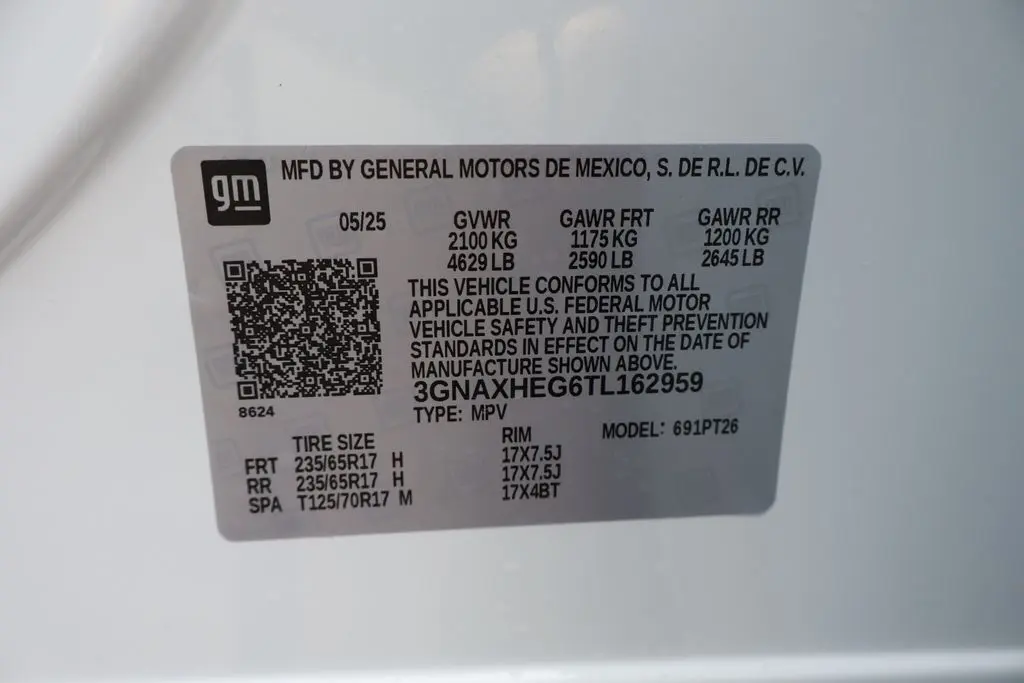 gm MFD BY GENERAL MOTORS DE MEXICO, S. DE R.L. DE C.V.
05/25 GVWR GAWR FRT GAWR RR
2100 KG 1175 KG 1200 KG
4629 LB 2590 LB 2645 LB
THIS VEHICLE CONFORMS TO ALL
APPLICABLE U.S. FEDERAL MOTOR
VEHICLE SAFETY AND THEFT PREVENTION
STANDARDS IN EFFECT ON THE DATE OF
MANUFACTURE SHOWN ABOVE.
3GNAXHEG6TL162959
8624
TYPE: MPV
TIRE SIZE RIM MODEL: 691PT26
FRT 235/65R17 H 17X7.5J
RR 235/65R17 H 17X7.5J
SPA T125/70R17 M 17X4BT